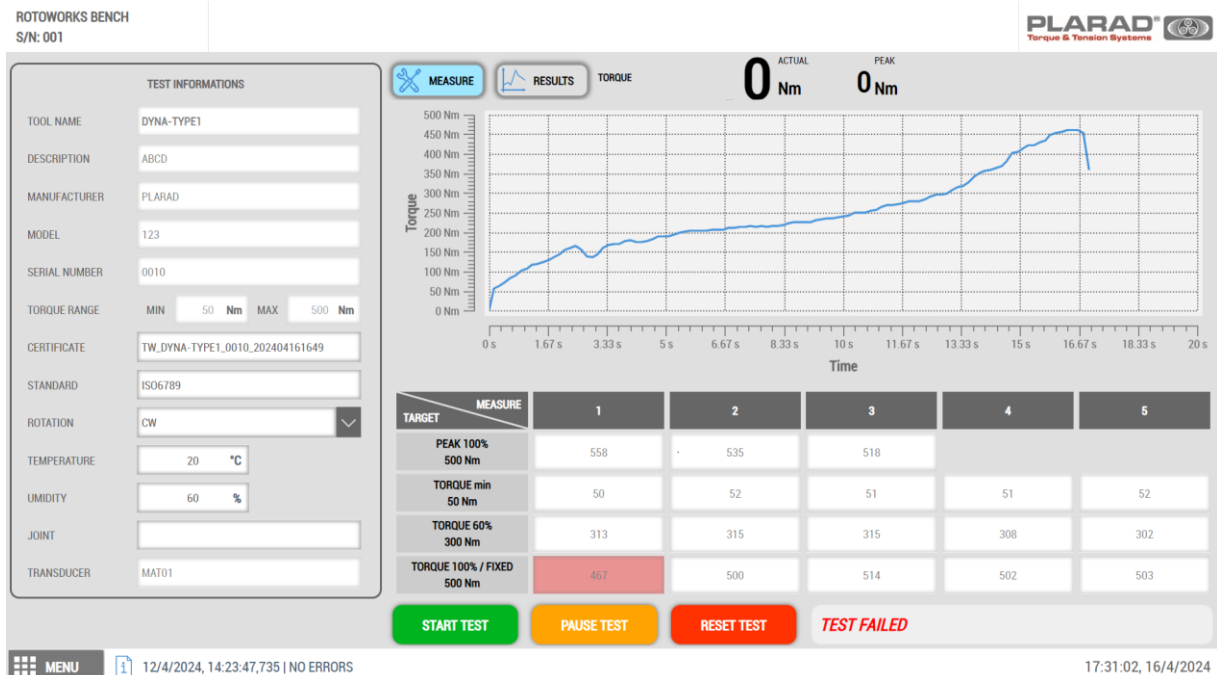 ROTOWORKS BENCH
S/N: 001
PLARAD®
Torque & Tension Systems
TEST INFORMATIONS
TOOL NAME DYNA-TYPE1
DESCRIPTION ABCD
MANUFACTURER PLARAD
MODEL 123
SERIAL NUMBER 0010
TORQUE RANGE MIN 50 Nm MAX 500 Nm
CERTIFICATE TW_DYNA-TYPE1_0010_202404161649
STANDARD ISO6789
ROTATION CW
TEMPERATURE 20 °C
UMIDITY 60 %
JOINT
TRANSDUCER MAT01
MEASURE RESULTS TORQUE 0 ACTUAL Nm 0 PEAK Nm
500 Nm
450 Nm
400 Nm
350 Nm
300 Nm
250 Nm
200 Nm
150 Nm
100 Nm
50 Nm
0 Nm
Torque
0 s 1.67 s 3.33 s 5 s 6.67 s 8.33 s 10 s 11.67 s 13.33 s 15 s 16.67 s 18.33 s 20 s
Time
TARGET MEASURE 1 2 3 4 5
PEAK 100%
500 Nm 558 535 518
TORQUE min
50 Nm 50 52 51 51 52
TORQUE 60%
300 Nm 313 315 315 308 302
TORQUE 100% / FIXED
500 Nm 467 500 514 502 503
START TEST PAUSE TEST RESET TEST TEST FAILED
MENU 12/4/2024, 14:23:47,735 | NO ERRORS 17:31:02, 16/4/2024